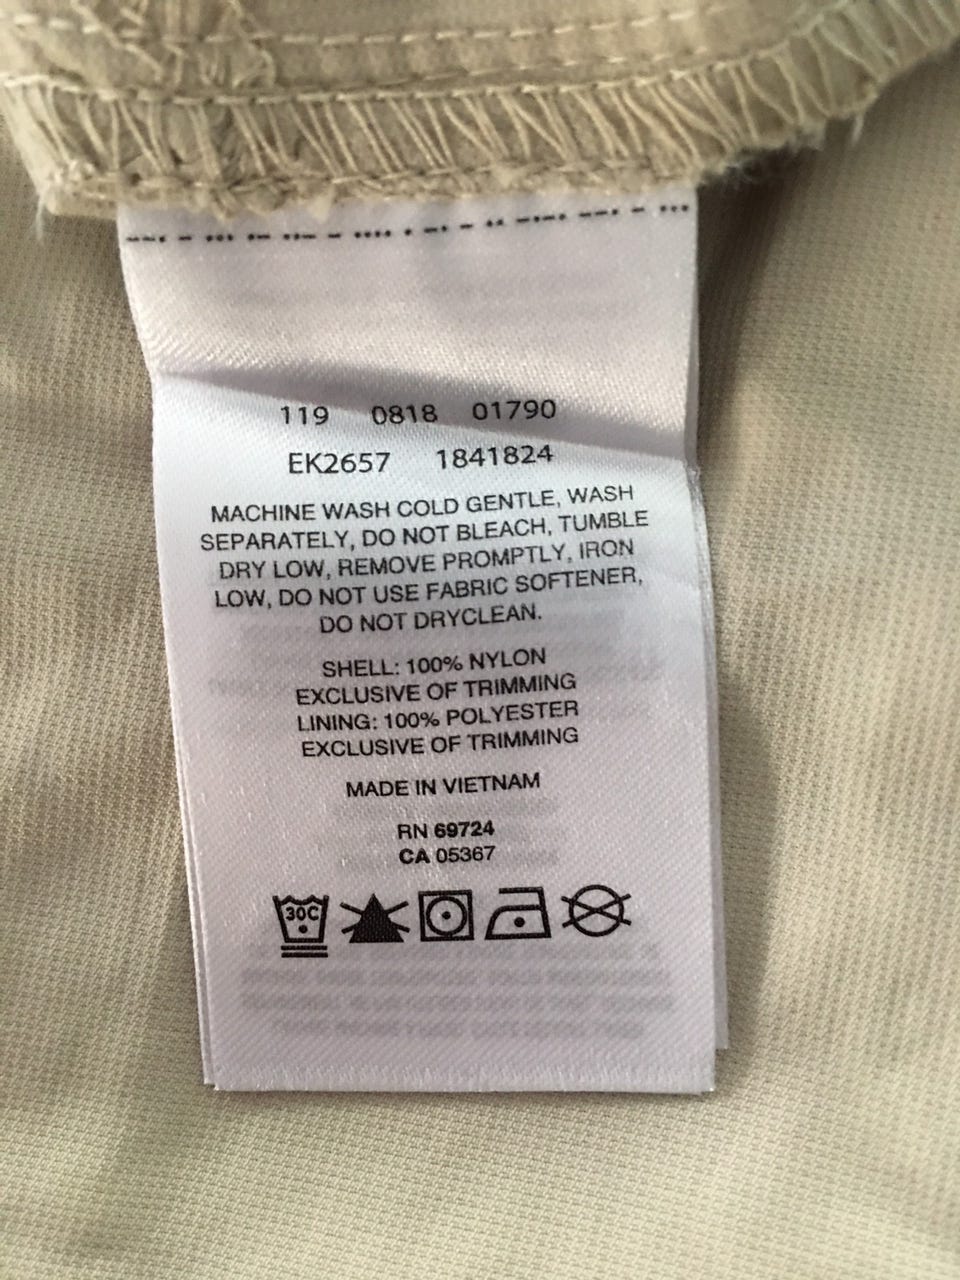 119 0818 01790
EK2657 1841824
MACHINE WASH COLD GENTLE, WASH
SEPARATELY, DO NOT BLEACH, TUMBLE
DRY LOW, REMOVE PROMPTLY, IRON
LOW, DO NOT USE FABRIC SOFTENER,
DO NOT DRYCLEAN.
SHELL: 100% NYLON
EXCLUSIVE OF TRIMMING
LINING: 100% POLYESTER
EXCLUSIVE OF TRIMMING
MADE IN VIETNAM
RN 69724
CA 05367
30C